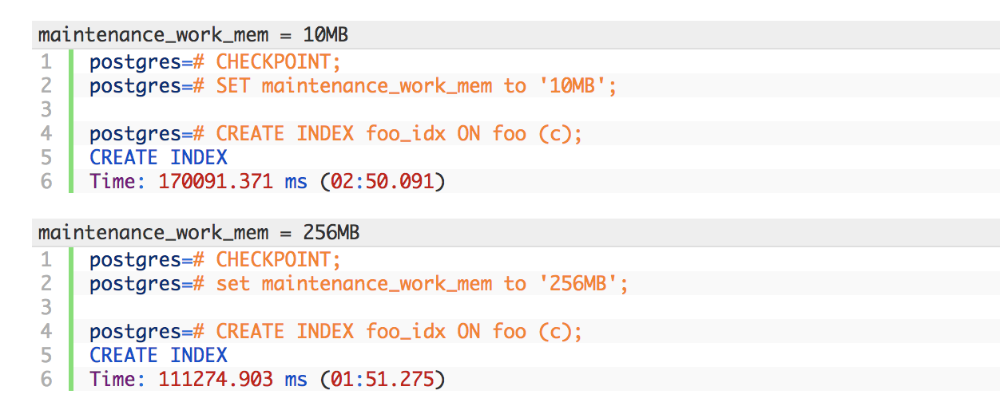 maintenance_work_mem = 10MB
1 postgres=# CHECKPOINT;
2 postgres=# SET maintenance_work_mem to '10MB';
3
4 postgres=# CREATE INDEX foo_idx ON foo (c);
5 CREATE INDEX
6 Time: 170091.371 ms (02:50.091)
maintenance_work_mem = 256MB
1 postgres=# CHECKPOINT;
2 postgres=# set maintenance_work_mem to '256MB';
3
4 postgres=# CREATE INDEX foo_idx ON foo (c);
5 CREATE INDEX
6 Time: 111274.903 ms (01:51.275)